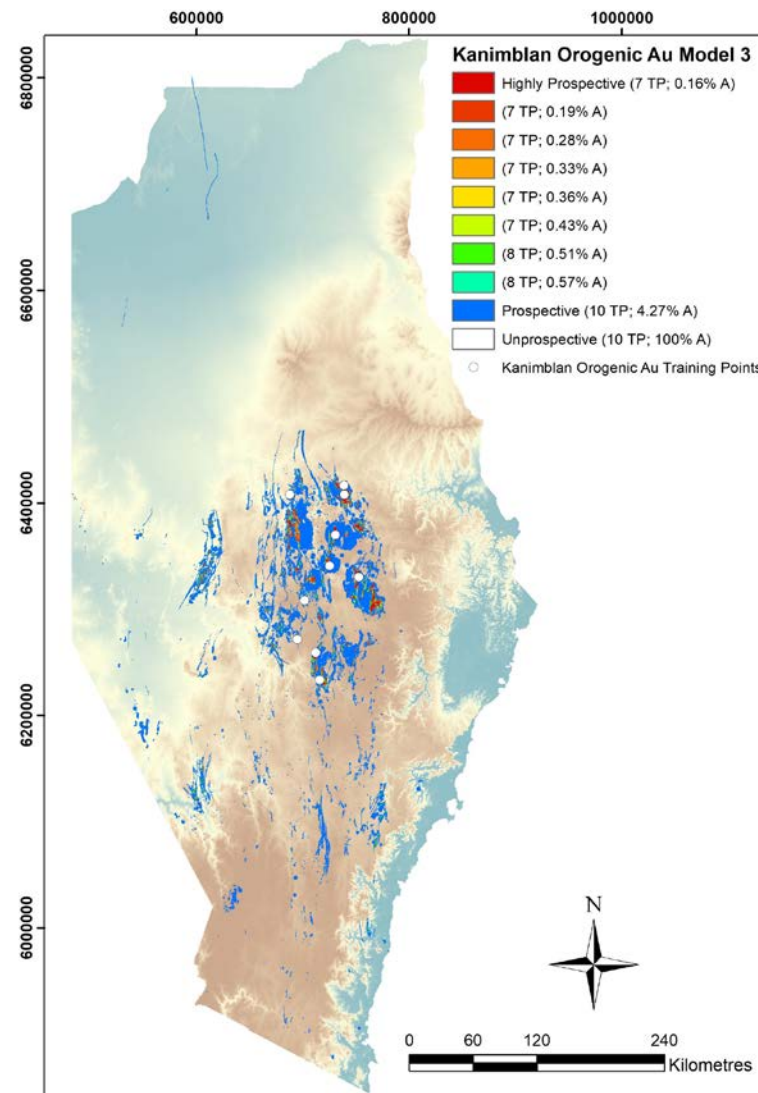 600000
800000
1000000
6800000
6600000
6400000
6200000
6000000
Kanimblan Orogenic Au Model 3
Highly Prospective (7 TP; 0.16% A)
(7 TP; 0.19% A)
(7 TP; 0.28% A)
(7 TP; 0.33% A)
(7 TP; 0.36% A)
(7 TP; 0.43% A)
(8 TP; 0.51% A)
(8 TP; 0.57% A)
Prospective (10 TP; 4.27% A)
Unprospective (10 TP; 100% A)
Kanimblan Orogenic Au Training Points
N
0 60 120 240
Kilometres